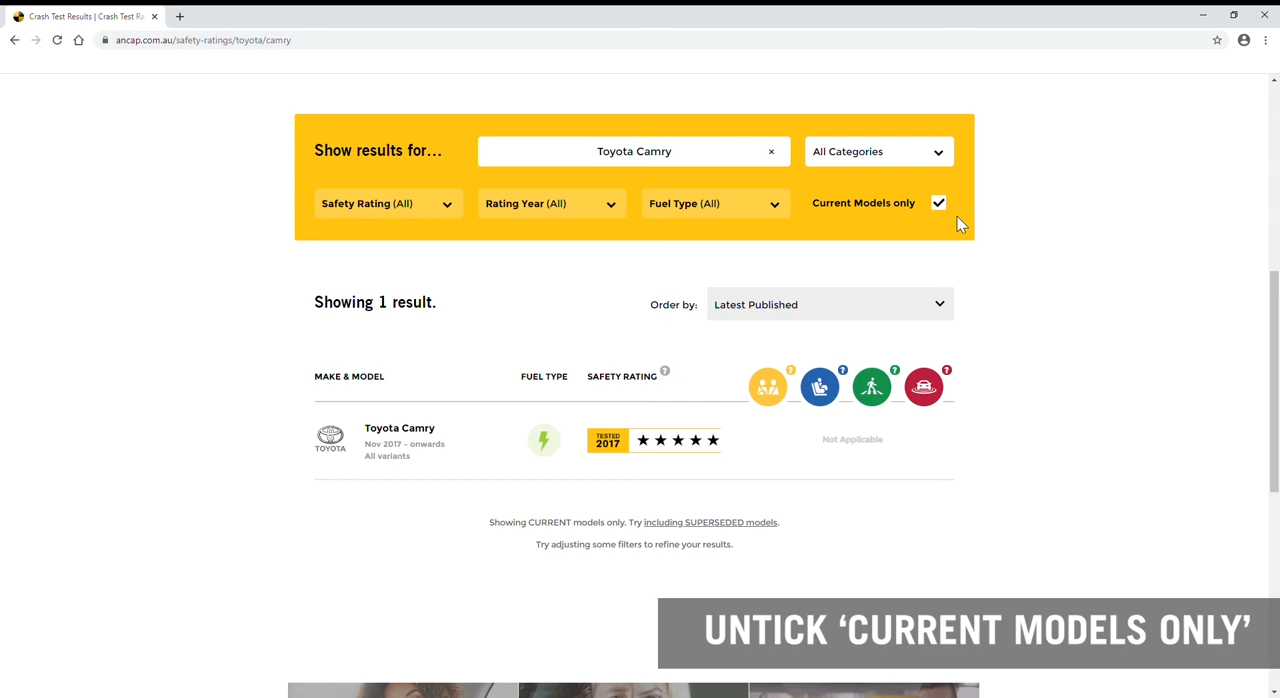 Crash Test Results | Crash Test Ra
ancap.com.au/safety-ratings/toyota/camry
Show results for...
Toyota Camry
×
All Categories
Safety Rating (All)
Rating Year (All)
Fuel Type (All)
Current Models only
Showing 1 result.
Order by:
Latest Published
MAKE & MODEL
FUEL TYPE
SAFETY RATING
?
?
?
?
?
TOYOTA
Toyota Camry
Nov 2017 - onwards
All variants
TESTED
2017
Not Applicable
Showing CURRENT models only. Try including SUPERSEDED models.
Try adjusting some filters to refine your results.
UNTICK ‘CURRENT MODELS ONLY’